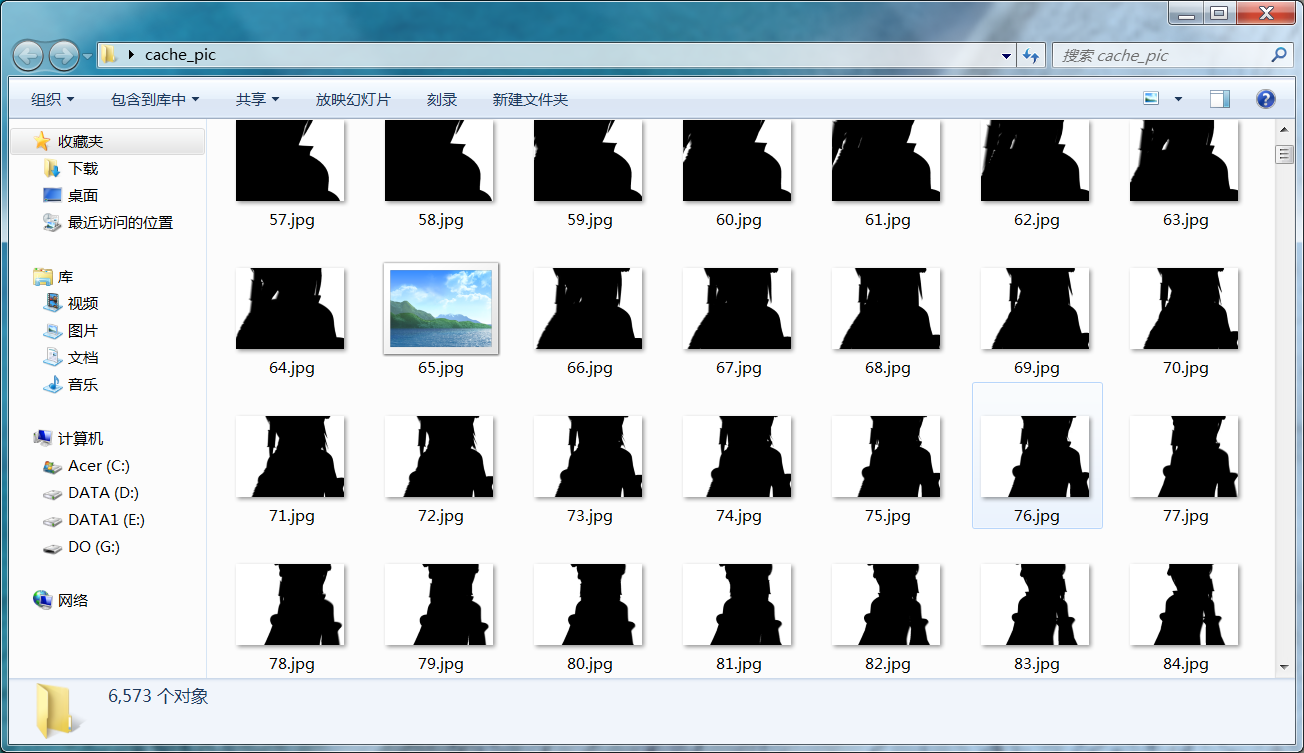 cache_pic
搜索 cache_pic
组织 包含到库中 共享 放映幻灯片 刻录 新建文件夹
收藏夹
下载
桌面
最近访问的位置
库
视频
图片
文档
音乐
计算机
Acer (C:)
DATA (D:)
DATA1 (E:)
DO (G:)
网络
57.jpg 58.jpg 59.jpg 60.jpg 61.jpg 62.jpg 63.jpg
64.jpg 65.jpg 66.jpg 67.jpg 68.jpg 69.jpg 70.jpg
71.jpg 72.jpg 73.jpg 74.jpg 75.jpg 76.jpg 77.jpg
78.jpg 79.jpg 80.jpg 81.jpg 82.jpg 83.jpg 84.jpg
6,573 个对象